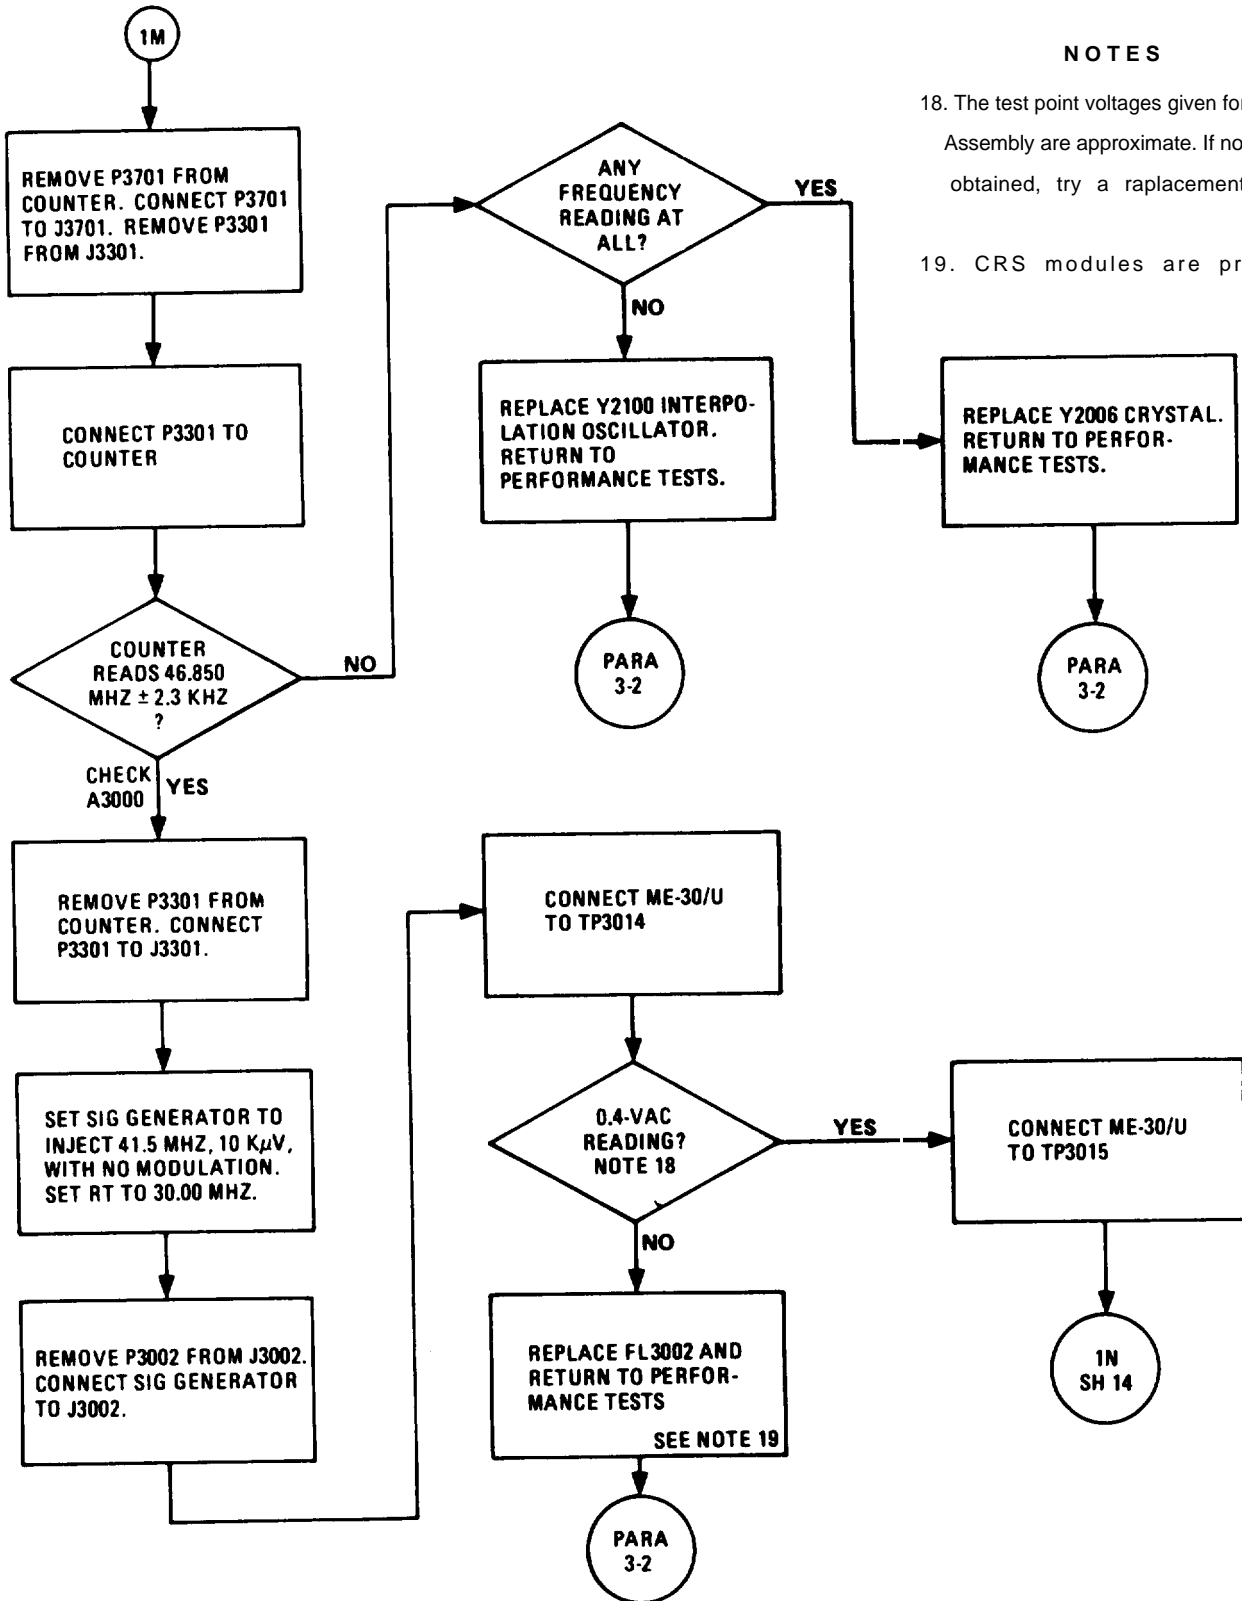 1M
REMOVE P3701 FROM
COUNTER. CONNECT P3701
TO J3701. REMOVE P3301
FROM J3301.
CONNECT P3301 TO
COUNTER
COUNTER
READS 46.850
MHZ ± 2.3 KHZ
?
NO
CHECK
A3000
YES
REMOVE P3301 FROM
COUNTER. CONNECT
P3301 TO J3301.
SET SIG GENERATOR TO
INJECT 41.5 MHZ, 10 KμV,
WITH NO MODULATION.
SET RT TO 30.00 MHZ.
REMOVE P3002 FROM J3002.
CONNECT SIG GENERATOR
TO J3002.
ANY
FREQUENCY
READING AT
ALL?
YES
NO
REPLACE Y2100 INTERPO-
LATION OSCILLATOR.
RETURN TO
PERFORMANCE TESTS.
PARA
3-2
REPLACE Y2006 CRYSTAL.
RETURN TO PERFOR-
MANCE TESTS.
PARA
3-2
CONNECT ME-30/U
TO TP3014
0.4-VAC
READING?
NOTE 18
YES
NO
REPLACE FL3002 AND
RETURN TO PERFOR-
MANCE TESTS
SEE NOTE 19
PARA
3-2
CONNECT ME-30/U
TO TP3015
1N
SH 14
NOTES
18. The test point voltages given for
Assembly are approximate. If no
obtained, try a raplacement
19. CRS modules are pr